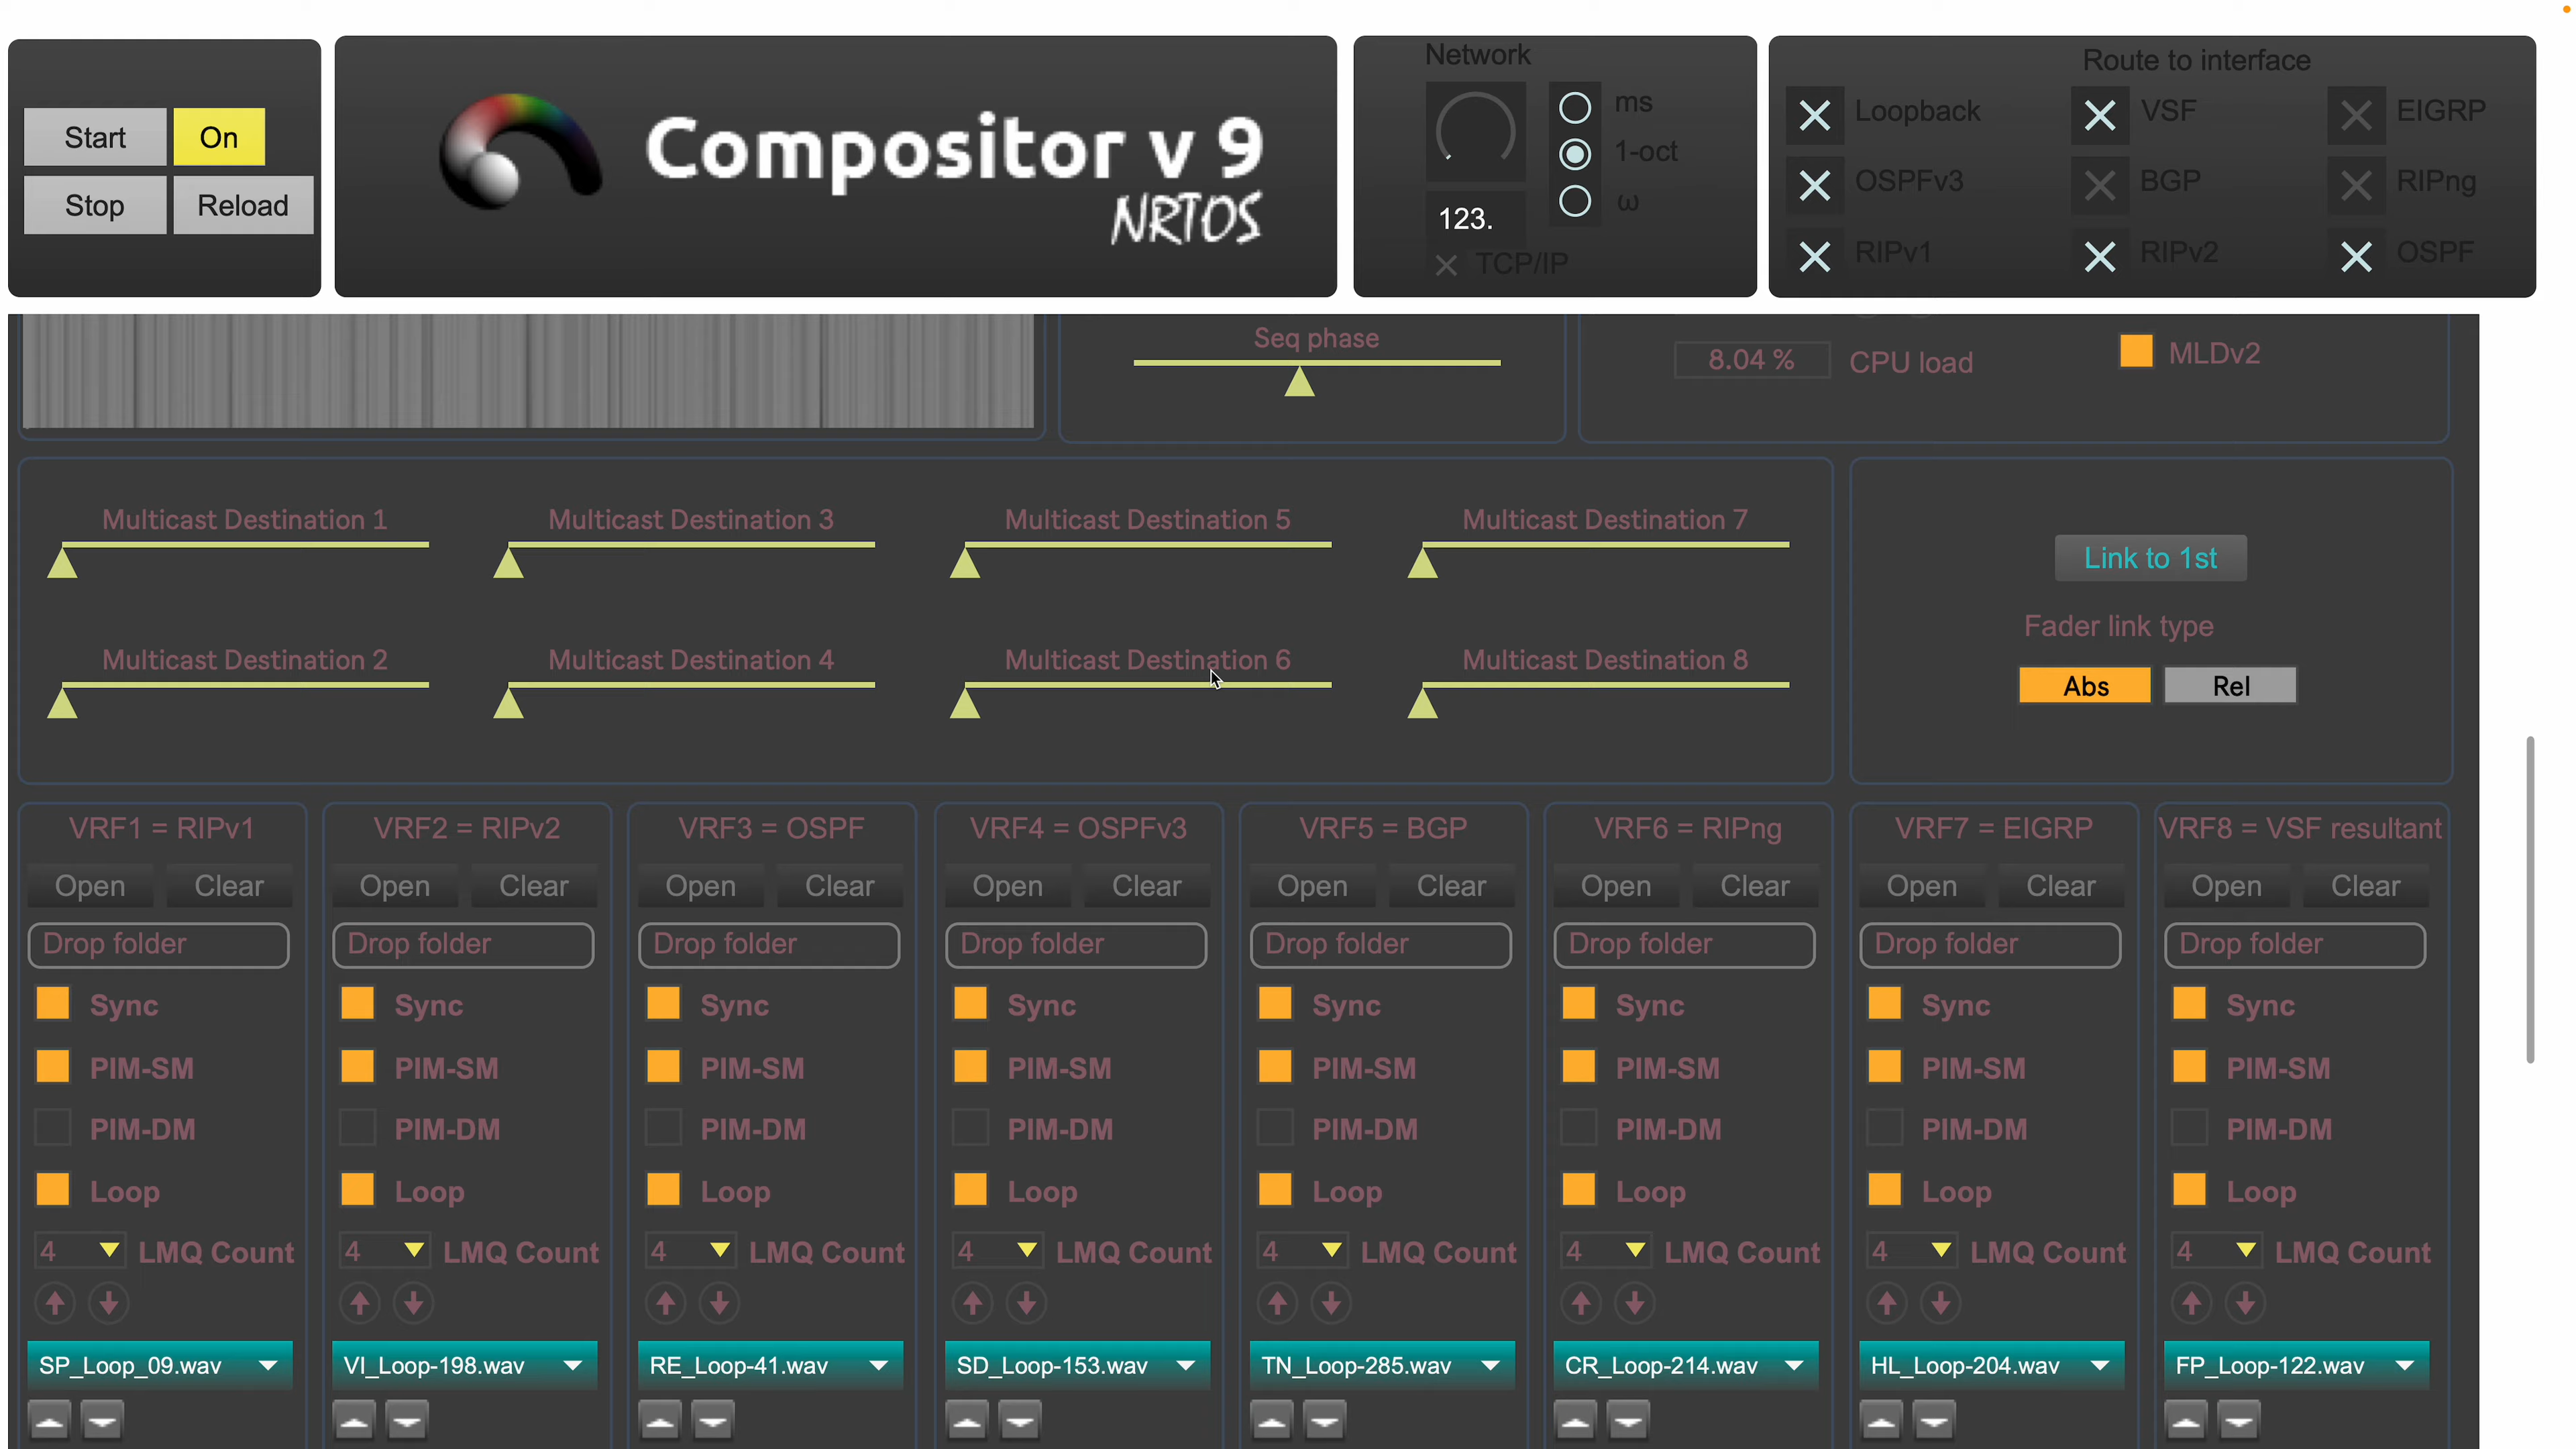 Start On
Stop Reload
Compositor v 9
NRTOS
Network
ms
1-oct
ω
123.
TCP/IP
Route to interface
Loopback VSF EIGRP
OSPFv3 BGP RIPng
RIPv1 RIPv2 OSPF
Seq phase
8.04 % CPU load MLDv2
Multicast Destination 1 Multicast Destination 3 Multicast Destination 5 Multicast Destination 7
Link to 1st
Fader link type
Multicast Destination 2 Multicast Destination 4 Multicast Destination 6 Multicast Destination 8
Abs Rel
VRF1 = RIPv1 VRF2 = RIPv2 VRF3 = OSPF VRF4 = OSPFv3 VRF5 = BGP VRF6 = RIPng VRF7 = EIGRP VRF8 = VSF resultant
Open Clear Open Clear Open Clear Open Clear Open Clear Open Clear Open Clear Open Clear
Drop folder Drop folder Drop folder Drop folder Drop folder Drop folder Drop folder Drop folder
Sync Sync Sync Sync Sync Sync Sync Sync
PIM-SM PIM-SM PIM-SM PIM-SM PIM-SM PIM-SM PIM-SM PIM-SM
PIM-DM PIM-DM PIM-DM PIM-DM PIM-DM PIM-DM PIM-DM PIM-DM
Loop Loop Loop Loop Loop Loop Loop Loop
4 LMQ Count 4 LMQ Count 4 LMQ Count 4 LMQ Count 4 LMQ Count 4 LMQ Count 4 LMQ Count 4 LMQ Count
SP_Loop_09.wav VI_Loop-198.wav RE_Loop-41.wav SD_Loop-153.wav TN_Loop-285.wav CR_Loop-214.wav HL_Loop-204.wav FP_Loop-122.wav